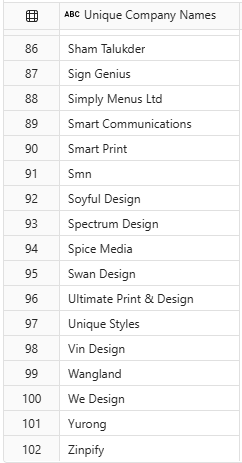 ABC Unique Company Names
86 Sham Talukder
87 Sign Genius
88 Simply Menus Ltd
89 Smart Communications
90 Smart Print
91 Smn
92 Soyful Design
93 Spectrum Design
94 Spice Media
95 Swan Design
96 Ultimate Print & Design
97 Unique Styles
98 Vin Design
99 Wangland
100 We Design
101 Yurong
102 Zinpify